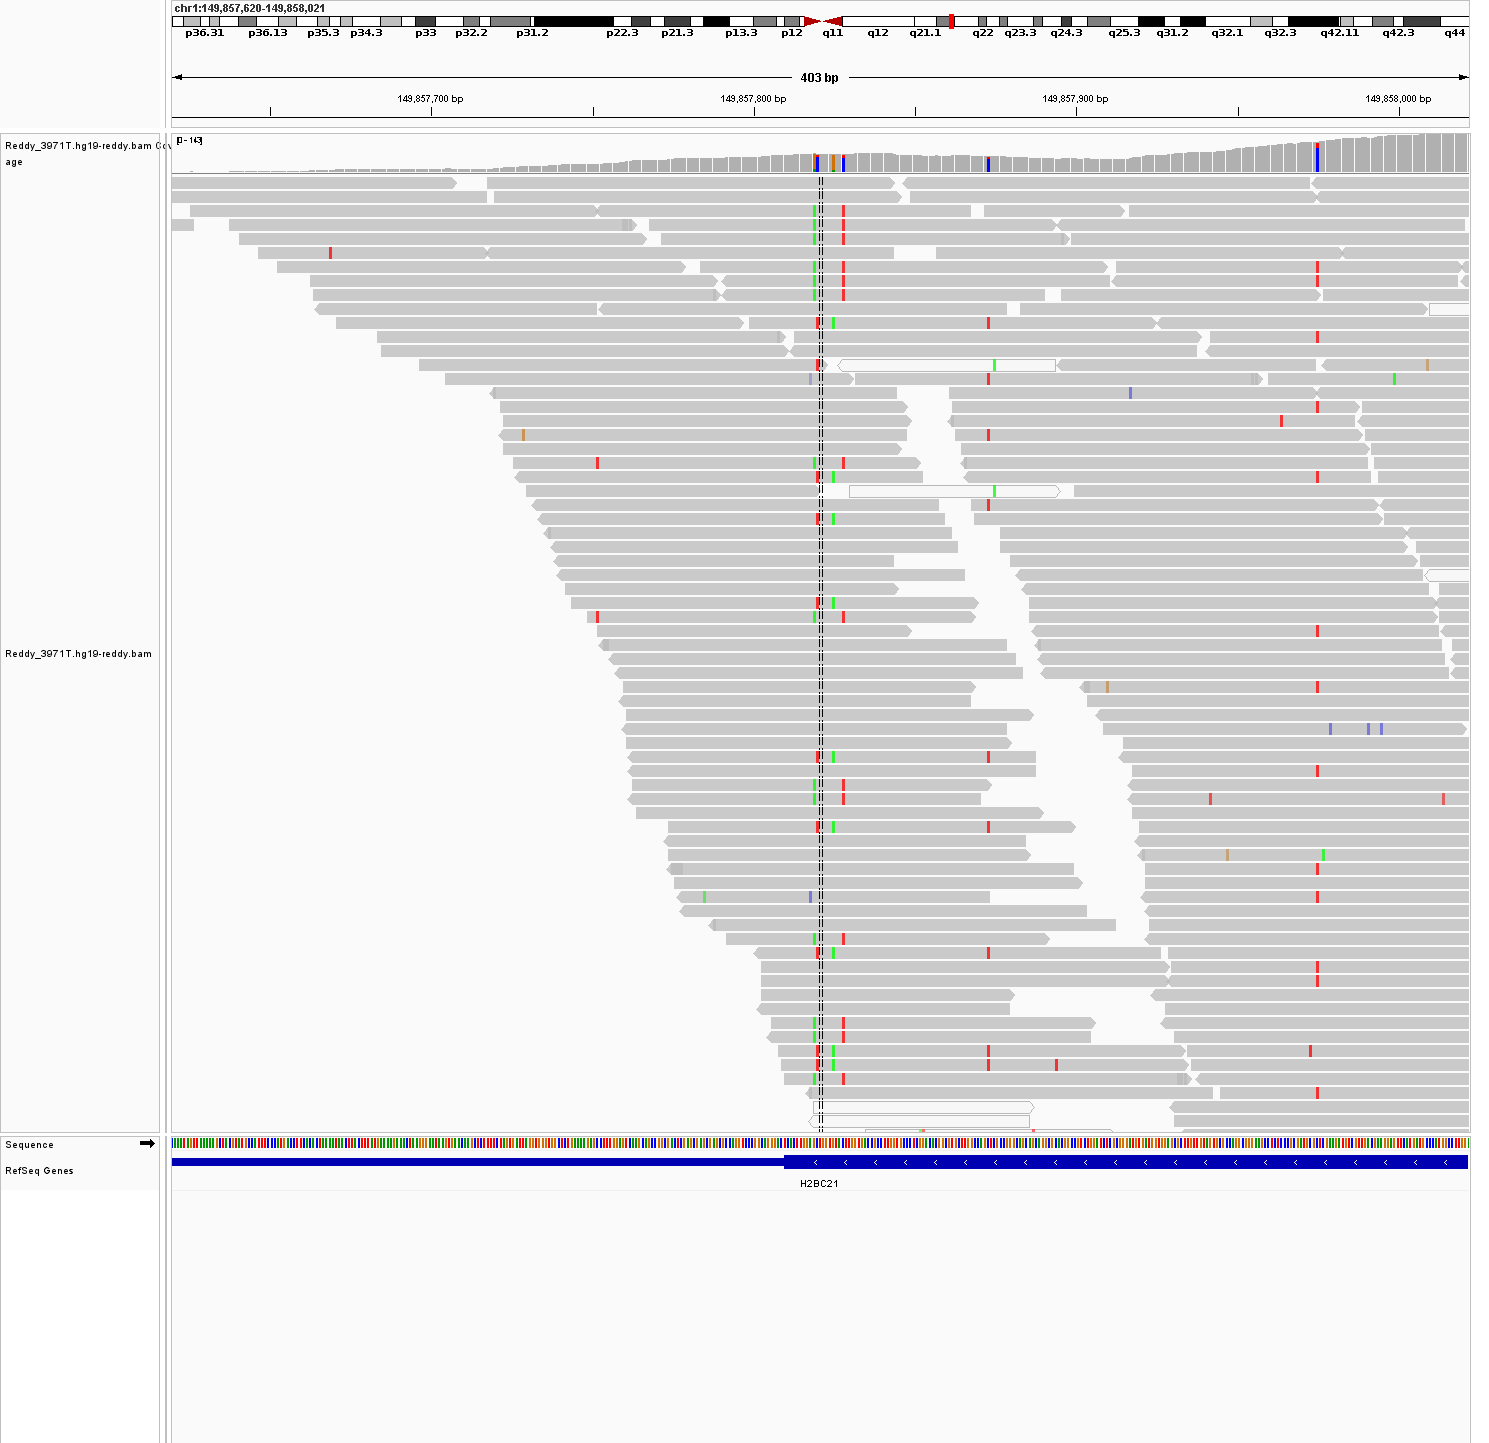 chr1:149,857,620-149,858,021
p36.31 p36.13 p35.3 p34.3 p33 p32.2 p31.2 p22.3 p21.3 p13.3 p12 q11 q12 q21.1 q22 q23.3 q24.3 q25.3 q31.2 q32.1 q32.3 q42.11 q42.3 q44
403 bp
149,857,700 bp 149,857,800 bp 149,857,900 bp 149,858,000 bp
[0 - 143]
Reddy_3971T.hg19-reddy.bam Cov
age
Reddy_3971T.hg19-reddy.bam
Sequence
RefSeq Genes
H2BC21